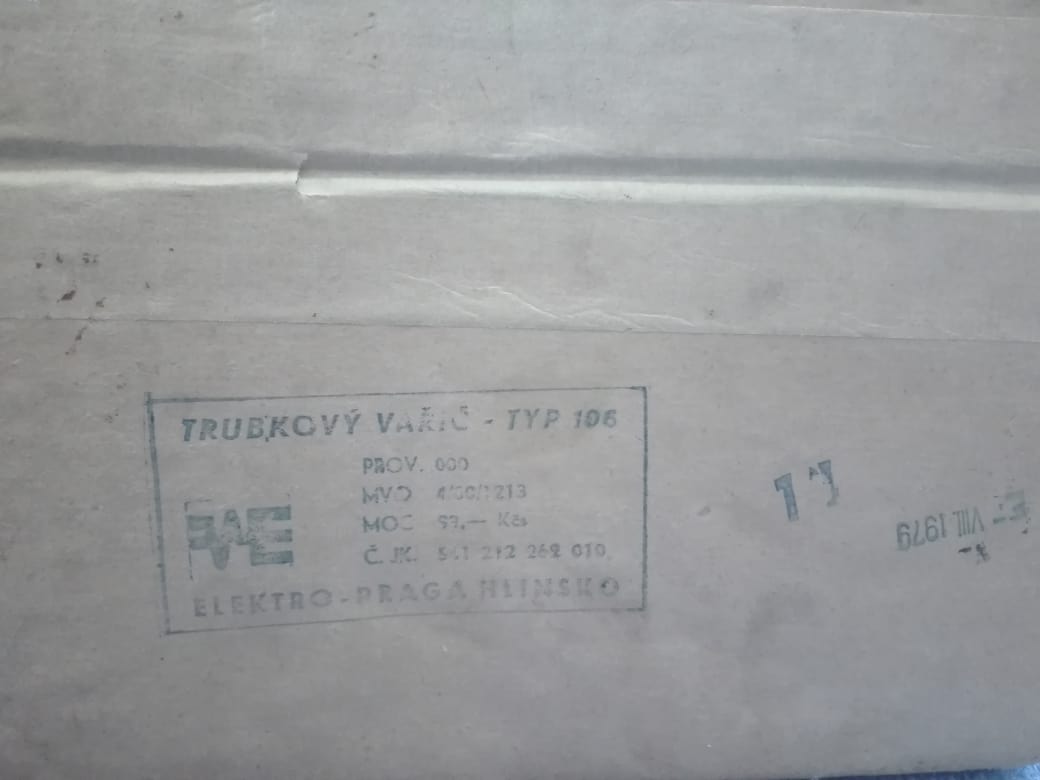 TRUBKOVÝ VAŘIČ - TYP 106
PROV. 000
MVO 4/00/1213
MOC 97,— Kčs
Č. JK. 541 212 262 010
ELEKTRO-PRAGA HLINSKO
VIII. 1979